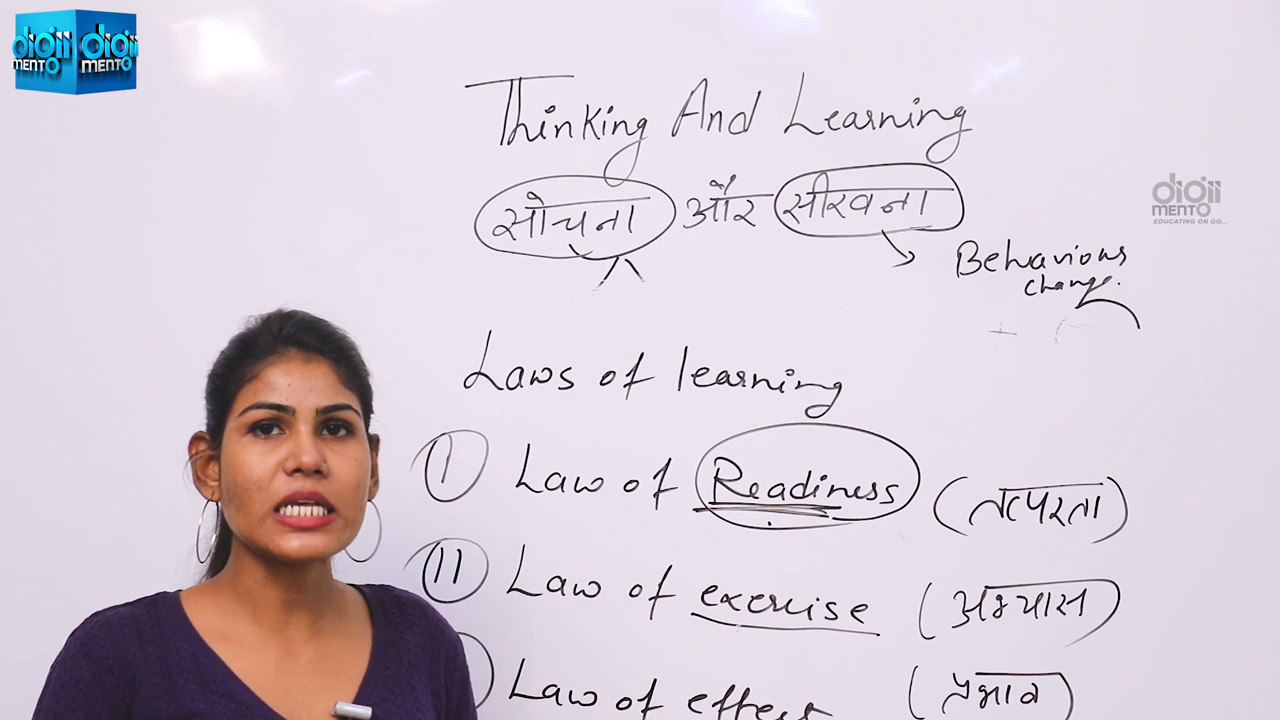 digii digii
MENTO MENTO
Thinking And Learning
सोचना और सीखना
digii
MENTO
EDUCATING ON GO...
Behaviour
change.
Laws of learning
I Law of Readiness (तत्परता)
II Law of exercise (अभ्यास)
Law of effect (प्रभाव)